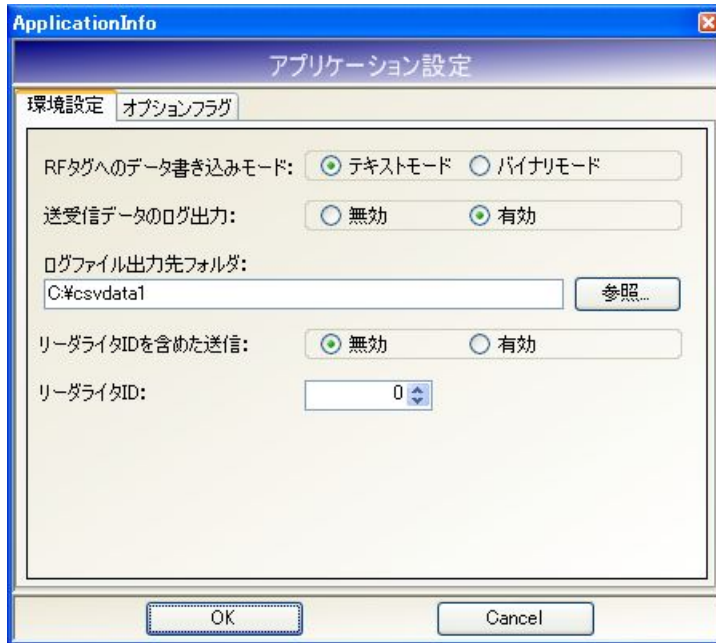 ApplicationInfo
アプリケーション設定
環境設定 オプションフラグ
RFタグへのデータ書き込みモード: テキストモード バイナリモード
送受信データのログ出力: 無効 有効
ログファイル出力先フォルダ:
C:¥csvdata1 参照...
リーダライタIDを含めた送信: 無効 有効
リーダライタID: 0
OK Cancel